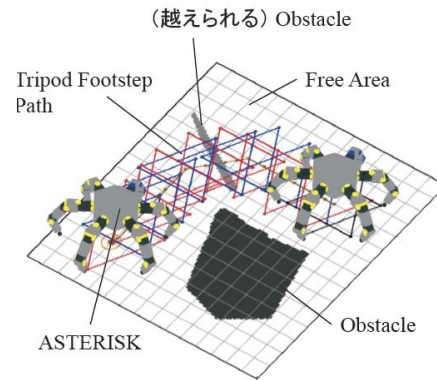 （越えられる) Obstacle
Tripod Footstep
Path
Free Area
Obstacle
ASTERISK